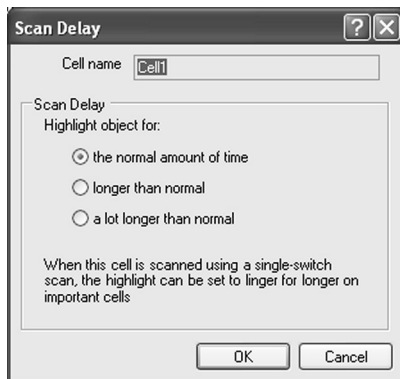 Scan Delay
Cell name Cell1
Scan Delay
Highlight object for:
the normal amount of time
longer than normal
a lot longer than normal
When this cell is scanned using a single-switch
scan, the highlight can be set to linger for longer on
important cells
OK Cancel